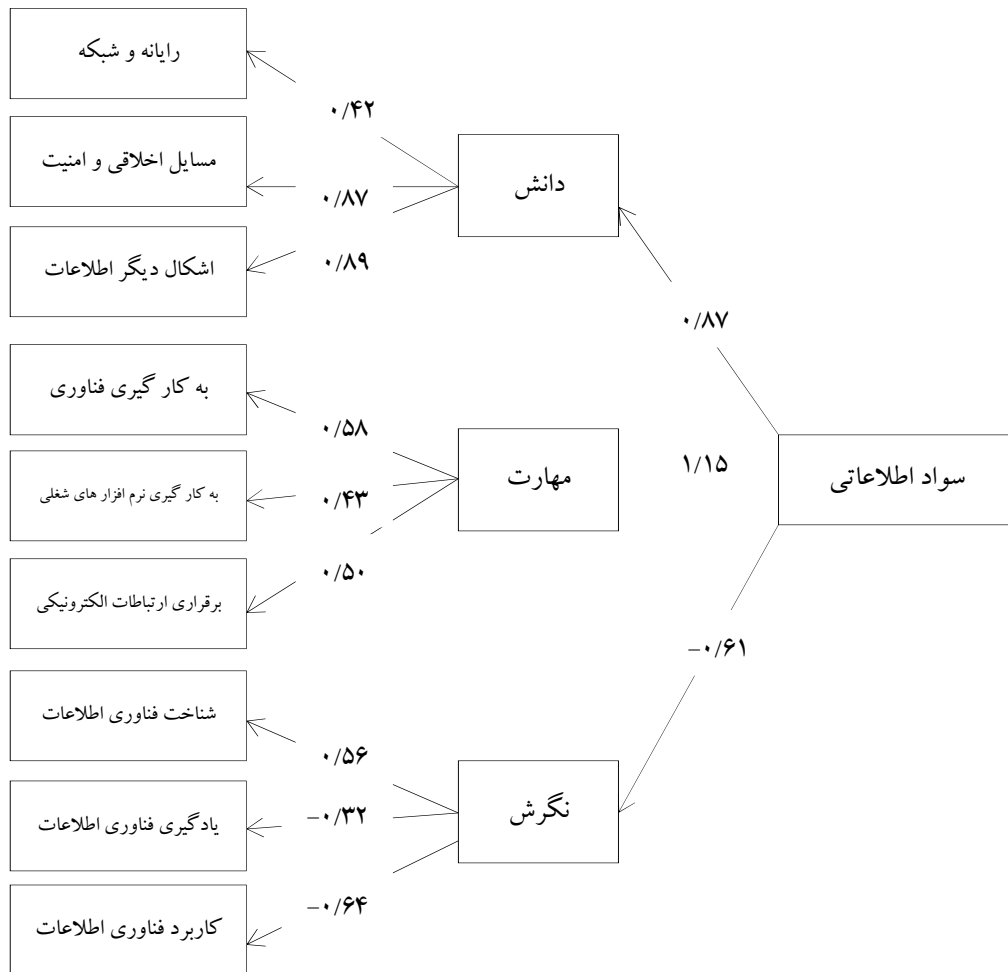 رایانه و شبکه
۰/۴۲
مسایل اخلاقی و امنیت
دانش
۰/۸۷
اشکال دیگر اطلاعات
۰/۸۹
۰/۸۷
به کار گیری فناوری
۰/۵۸
سواد اطلاعاتی
۱/۱۵
مهارت
به کار گیری نرم افزار های شغلی
۰/۴۳
۰/۵۰
برقراری ارتباطات الکترونیکی
−۰/۶۱
شناخت فناوری اطلاعات
۰/۵۶
نگرش
یادگیری فناوری اطلاعات
−۰/۳۲
−۰/۶۴
کاربرد فناوری اطلاعات